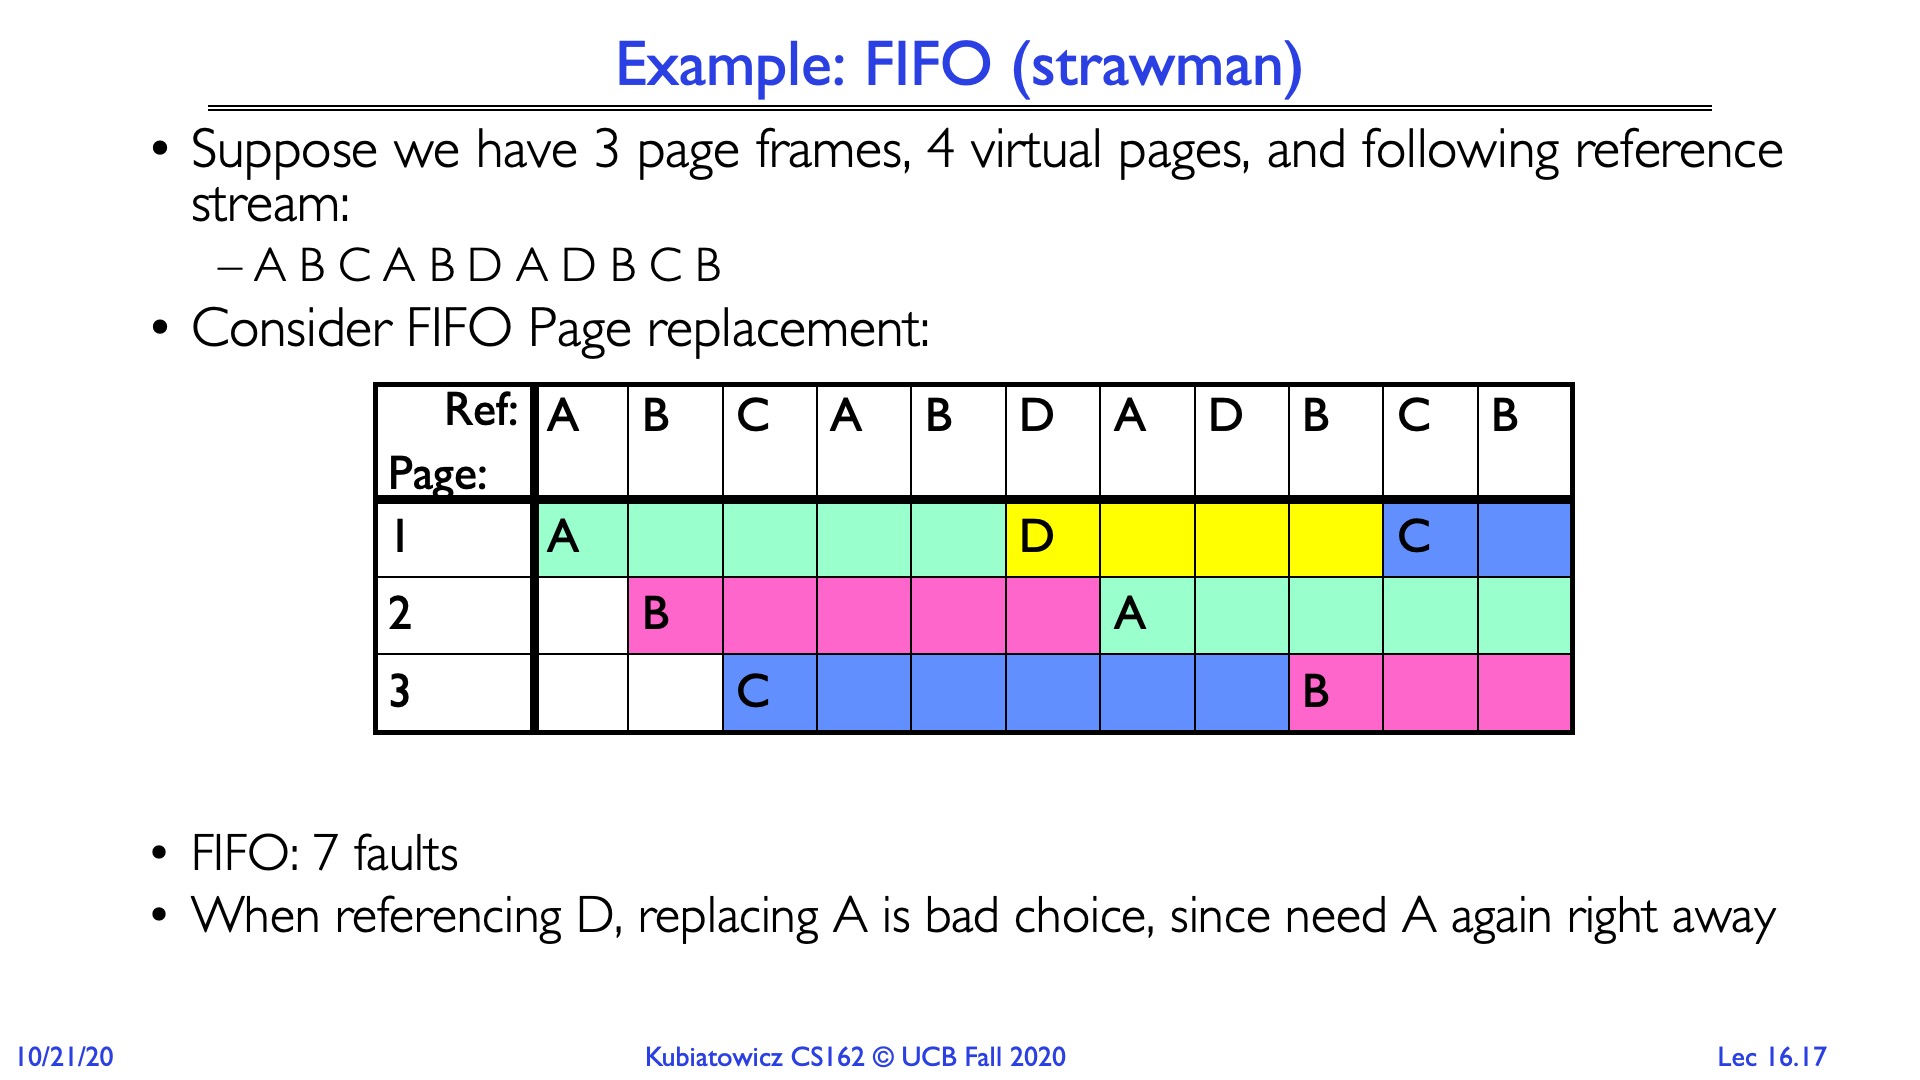 Example: FIFO (strawman)
• Suppose we have 3 page frames, 4 virtual pages, and following reference
stream:
– A B C A B D A D B C B
• Consider FIFO Page replacement:
Ref: A B C A B D A D B C B
Page:
1 A D C
2 B A
3 C B
• FIFO: 7 faults
• When referencing D, replacing A is bad choice, since need A again right away
10/21/20 Kubiatowicz CS162 © UCB Fall 2020 Lec 16.17